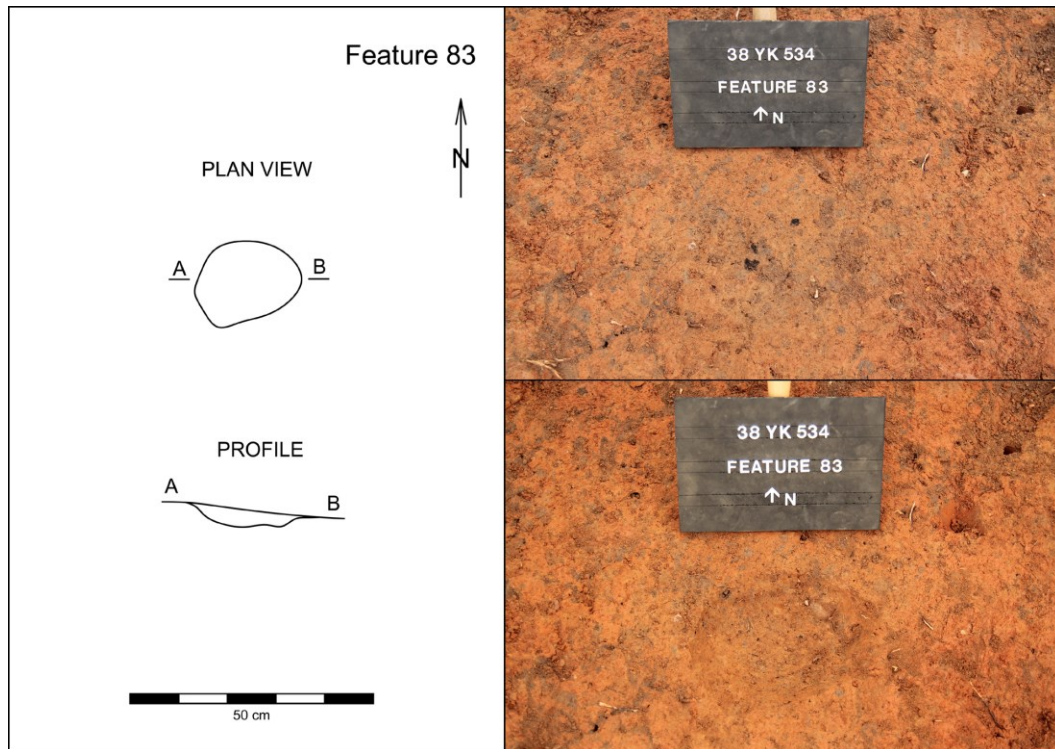 Feature 83
N
PLAN VIEW
A B
PROFILE
A
B
50 cm
38 YK 534
FEATURE 83
↑N
38 YK 534
FEATURE 83
↑N